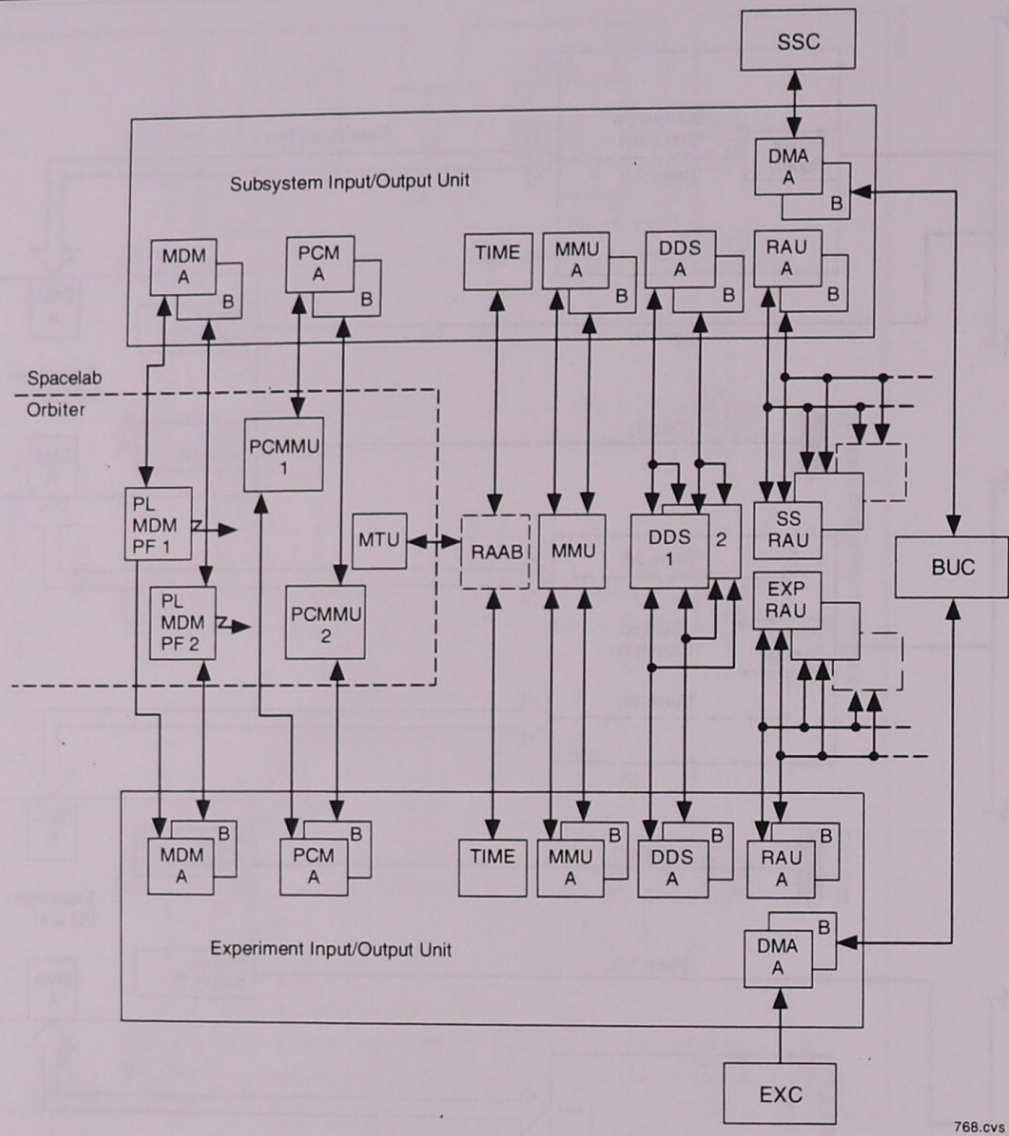 SSC
Subsystem Input/Output Unit
DMA
A
B
MDM
A
B
PCM
A
B
TIME
MMU
A
B
DDS
A
B
RAU
A
B
Spacelab
Orbiter
PCMMU
1
PL
MDM
PF 1
MTU
RAAB
MMU
DDS
1
2
SS
RAU
BUC
EXP
RAU
PL
MDM
PF 2
PCMMU
2
B
MDM
A
B
PCM
A
TIME
B
MMU
A
B
DDS
A
B
RAU
A
Experiment Input/Output Unit
B
DMA
A
EXC
768.cvs